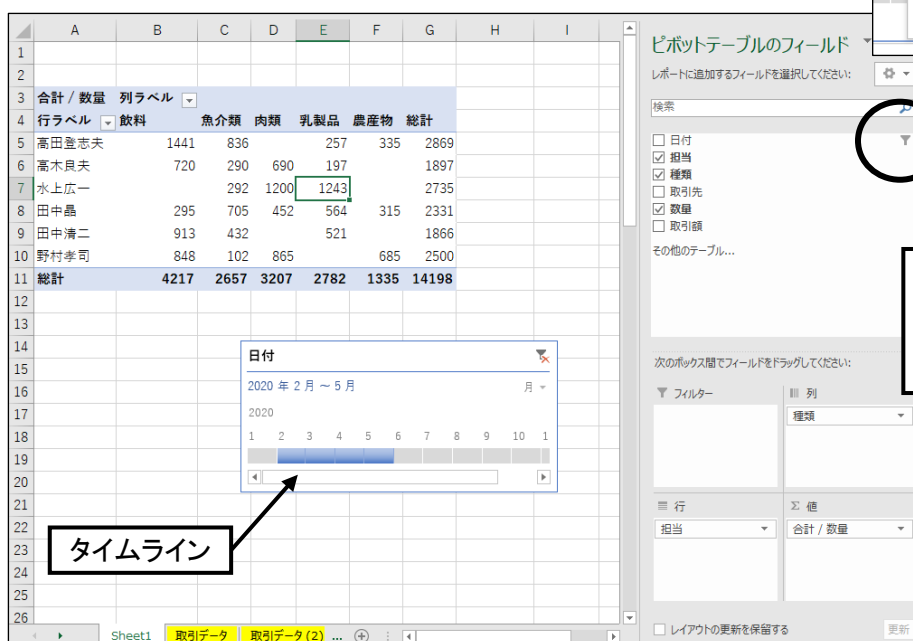 A B C D E F G H I
1
2
3 合計 / 数量 列ラベル
4 行ラベル 飲料 魚介類 肉類 乳製品 農産物 総計
5 高田登志夫 1441 836 257 335 2869
6 高木良夫 720 290 690 197 1897
7 水上広一 292 1200 1243 2735
8 田中晶 295 705 452 564 315 2331
9 田中清二 913 432 521 1866
10 野村孝司 848 102 865 685 2500
11 総計 4217 2657 3207 2782 1335 14198
12
13
14
15
16
17
18
19
20
21
22
23
24
25
26
日付
2020 年 2 月 ～ 5 月 月
2020
1 2 3 4 5 6 7 8 9 10 1
タイムライン
Sheet1 取引データ 取引データ (2) ...
ピボットテーブルのフィールド
レポートに追加するフィールドを選択してください:
検索
日付
担当
種類
取引先
数量
取引額
その他のテーブル...
次のボックス間でフィールドをドラッグしてください:
フィルター
列
種類
行
担当
Σ 値
合計 / 数量
レイアウトの更新を保留する 更新